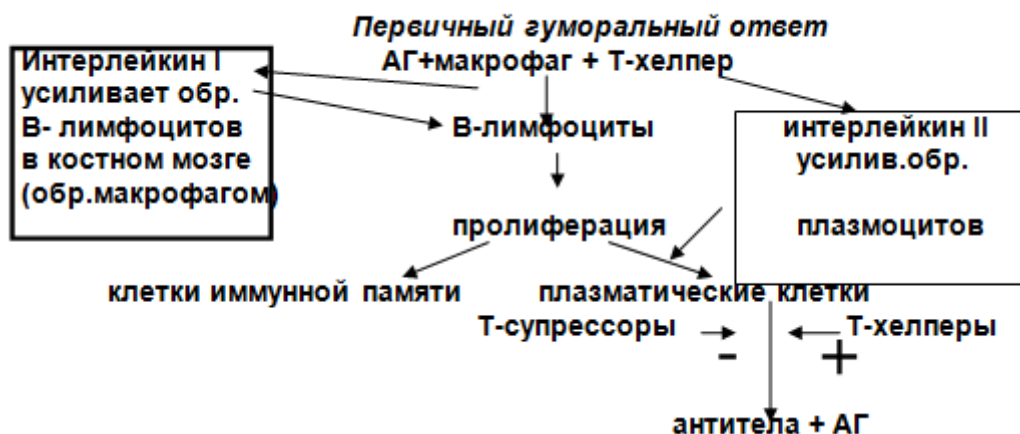 Первичный гуморальный ответ
АГ+макрофаг + Т-хелпер
Интерлейкин I
усиливает обр.
В- лимфоцитов
в костном мозге
(обр.макрофагом)
В-лимфоциты
интерлейкин II
усилив.обр.
плазмоцитов
пролиферация
клетки иммунной памяти
плазматические клетки
Т-супрессоры
Т-хелперы
- +
антитела + АГ